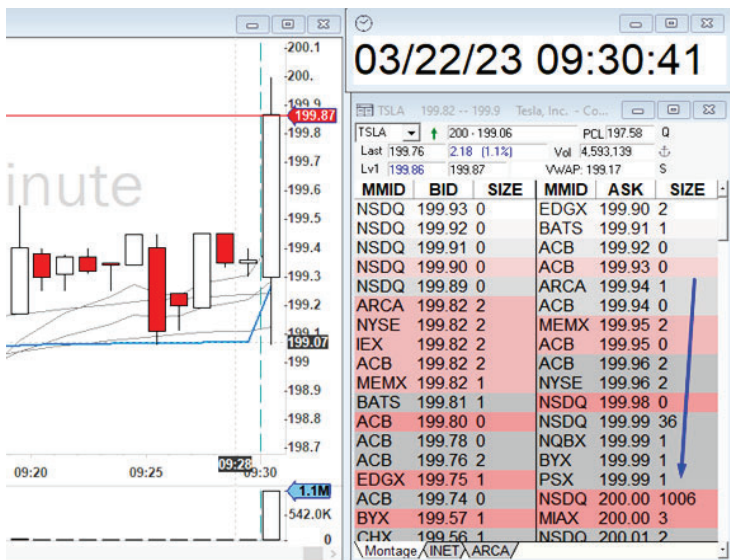 200.1
200.
199.9
199.87
199.8
199.7
inute
199.6
199.5
199.4
199.3
199.2
199.1
199.07
199
198.9
198.8
198.7
09:20 09:25 09:28 09:30
1.1M
542.0K
0
03/22/23 09:30:41
TSLA 199.82 -- 199.9 Tesla, Inc. - Co...
TSLA 200 - 199.06 PCL 197.58 Q
Last 199.76 2.18 (1.1%) Vol 4,593,139
Lv1 199.86 199.87 VWAP: 199.17 S
MMID BID SIZE MMID ASK SIZE
NSDQ 199.93 0 EDGX 199.90 2
NSDQ 199.92 0 BATS 199.91 1
NSDQ 199.91 0 ACB 199.92 0
NSDQ 199.90 0 ACB 199.93 0
NSDQ 199.89 0 ARCA 199.94 1
ARCA 199.82 2 ACB 199.94 0
NYSE 199.82 2 MEMX 199.95 2
IEX 199.82 2 ACB 199.95 0
ACB 199.82 2 ACB 199.96 2
MEMX 199.82 1 NYSE 199.96 2
BATS 199.81 1 NSDQ 199.98 0
ACB 199.80 0 NSDQ 199.99 36
ACB 199.78 0 NQBX 199.99 1
ACB 199.76 2 BYX 199.99 1
EDGX 199.75 1 PSX 199.99 1
ACB 199.74 0 NSDQ 200.00 1006
BYX 199.57 1 MIAX 200.00 3
CHX 199.56 1 NSDQ 200.01 2
Montage INET ARCA